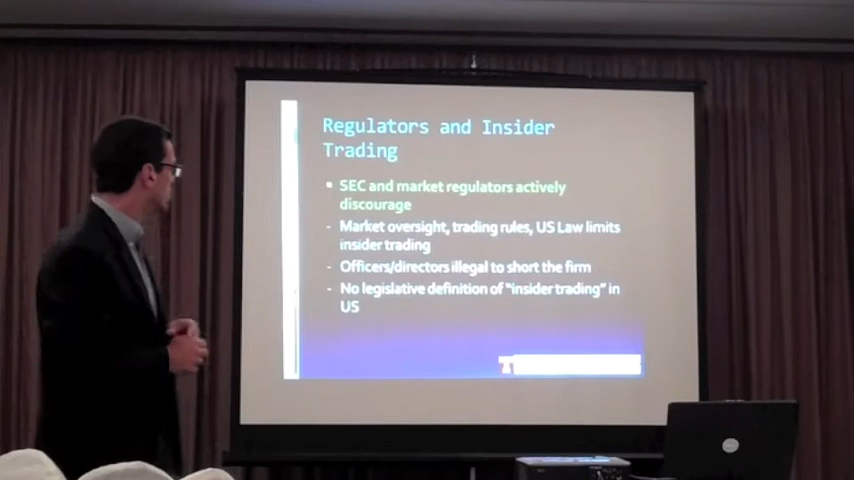 Regulators and Insider
Trading
▪ SEC and market regulators actively
discourage
- Market oversight, trading rules, US Law limits
insider trading
- Officers/directors illegal to short the firm
- No legislative definition of "insider trading" in
US